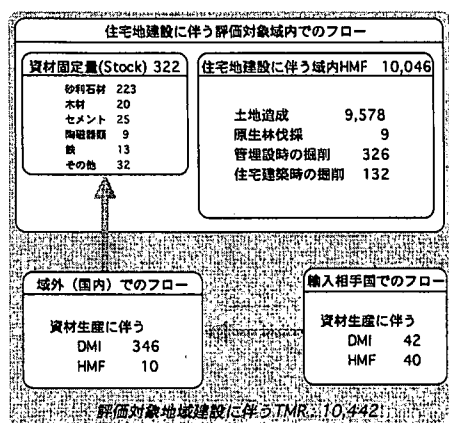 住宅地建設に伴う評価対象域内でのフロー
資材固定量(Stock) 322
砂利石材 223
木材 20
セメント 25
陶磁器類 9
鉄 13
その他 32
住宅地建設に伴う域内HMF 10,046
土地造成 9,578
原生林伐採 9
管埋設時の掘削 326
住宅建築時の掘削 132
域外（国内）でのフロー
資材生産に伴う
DMI 346
HMF 10
輸入相手国でのフロー
資材生産に伴う
DMI 42
HMF 40
評価対象地域建設に伴うTMR：10,442